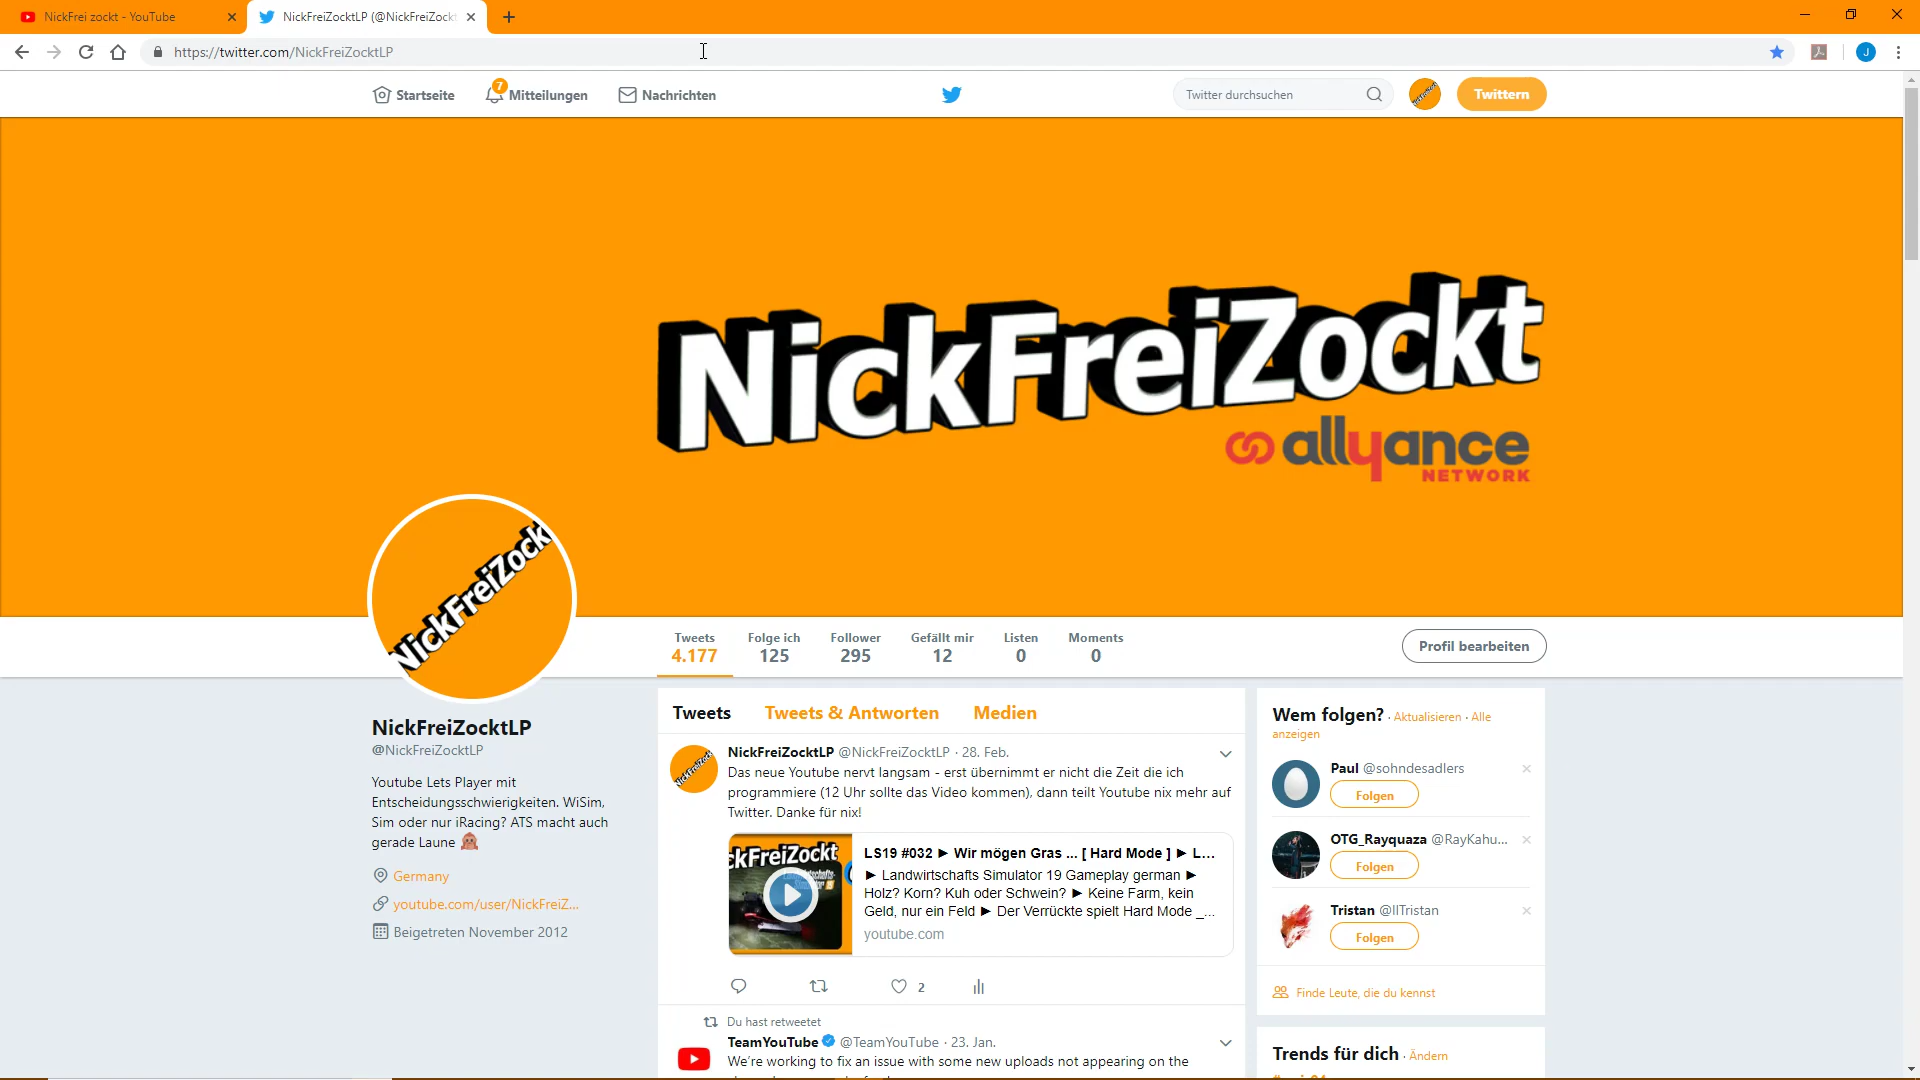 NickFrei zockt - YouTube
NickFreiZocktLP (@NickFreiZockt
https://twitter.com/NickFreiZocktLP
J
Startseite
7
Mitteilungen
Nachrichten
Twitter durchsuchen
Twittern
NickFreiZockt
allyance
NETWORK
NickFreiZock
Tweets
4.177
Folge ich
125
Follower
295
Gefällt mir
12
Listen
0
Moments
0
Profil bearbeiten
NickFreiZocktLP
@NickFreiZocktLP
Youtube Lets Player mit
Entscheidungsschwierigkeiten. WiSim,
Sim oder nur iRacing? ATS macht auch
gerade Laune
Germany
youtube.com/user/NickFreiZ...
Beigetreten November 2012
Tweets Tweets & Antworten Medien
NickFreiZocktLP @NickFreiZocktLP · 28. Feb.
Das neue Youtube nervt langsam - erst übernimmt er nicht die Zeit die ich
programmiere (12 Uhr sollte das Video kommen), dann teilt Youtube nix mehr auf
Twitter. Danke für nix!
ckFreiZockt
LS19 #032 ► Wir mögen Gras ... [ Hard Mode ] ► L...
► Landwirtschafts Simulator 19 Gameplay german ►
Holz? Korn? Kuh oder Schwein? ► Keine Farm, kein
Geld, nur ein Feld ► Der Verrückte spielt Hard Mode _...
youtube.com
2
Du hast retweetet
TeamYouTube @TeamYouTube · 23. Jan.
We're working to fix an issue with some new uploads not appearing on the
Wem folgen? · Aktualisieren · Alle
anzeigen
Paul @sohndesadlers
Folgen
OTG_Rayquaza @RayKahu...
Folgen
Tristan @IITristan
Folgen
Finde Leute, die du kennst
Trends für dich · Ändern